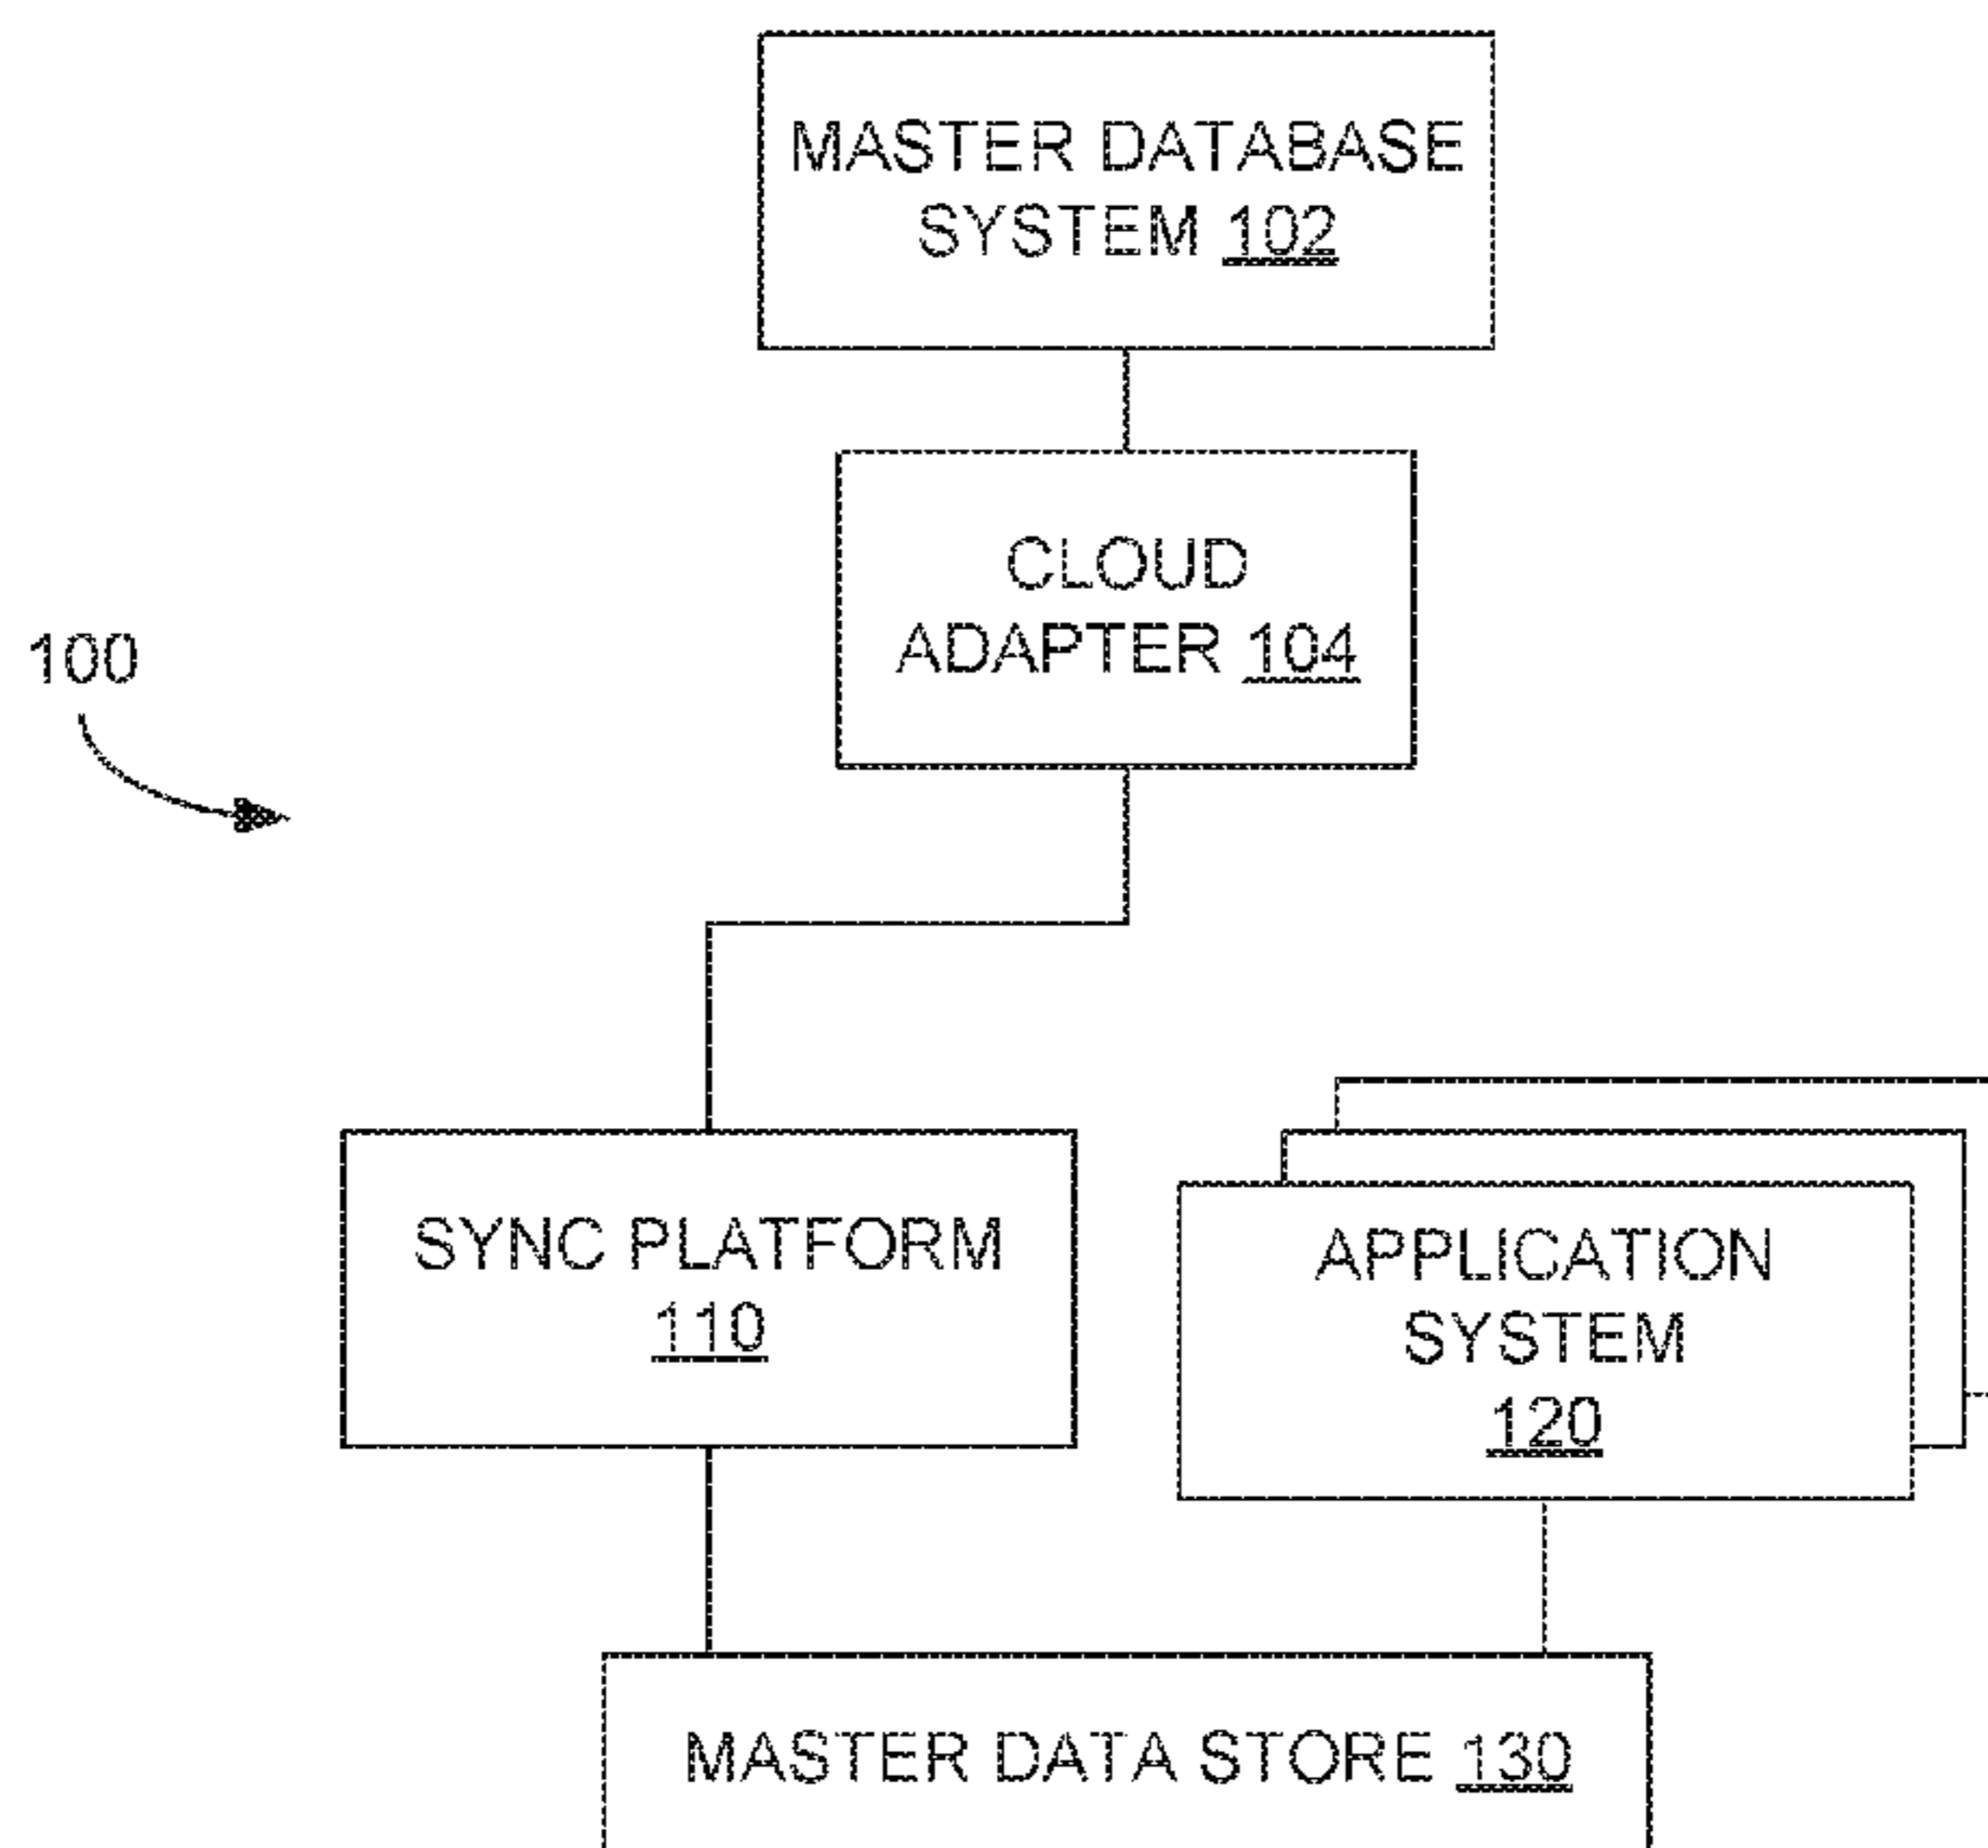 MASTER DATABASE
SYSTEM 102
CLOUD
ADAPTER 104
100
SYNC PLATFORM
110
APPLICATION
SYSTEM
120
MASTER DATA STORE 130